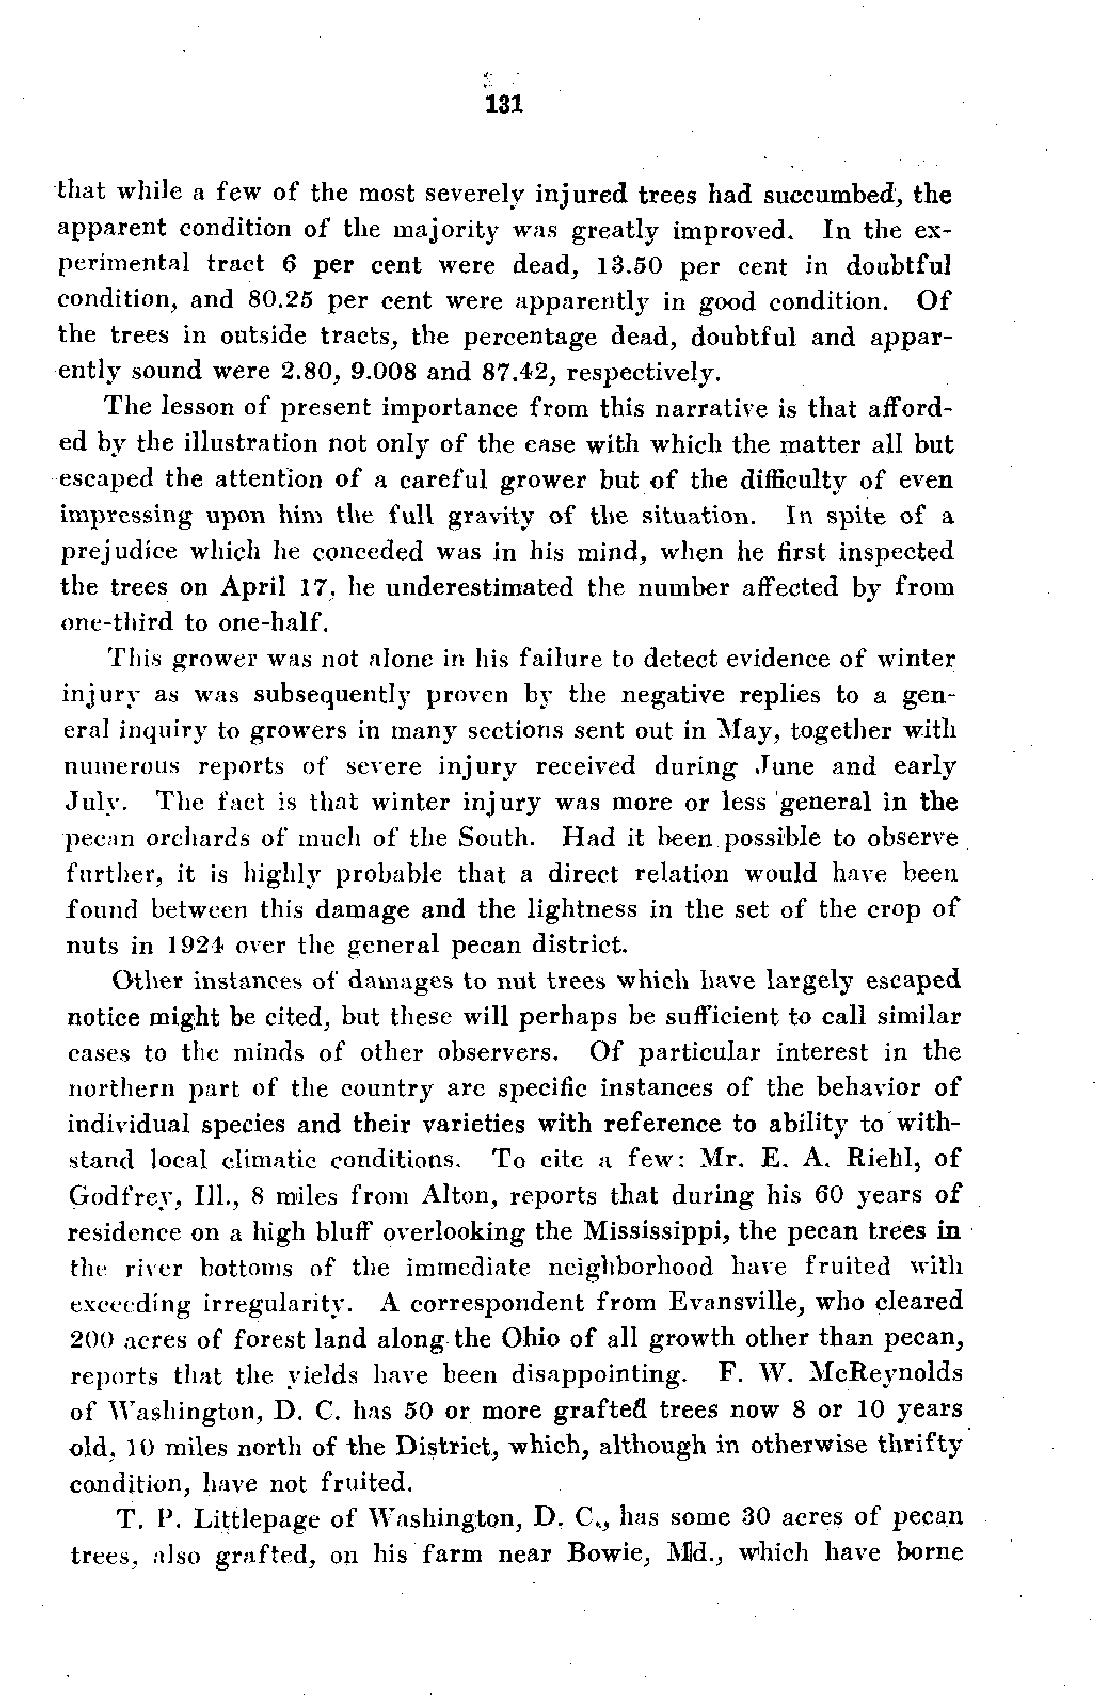 131
that while a few of the most severely injured trees had succumbed, the
apparent condition of the majority was greatly improved. In the ex-
perimental tract 6 per cent were dead, 13.50 per cent in doubtful
condition, and 80.25 per cent were apparently in good condition. Of
the trees in outside tracts, the percentage dead, doubtful and appar-
ently sound were 2.80, 9.008 and 87.42, respectively.
The lesson of present importance from this narrative is that afford-
ed by the illustration not only of the ease with which the matter all but
escaped the attention of a careful grower but of the difficulty of even
impressing upon him the full gravity of the situation. In spite of a
prejudice which he conceded was in his mind, when he first inspected
the trees on April 17, he underestimated the number affected by from
one-third to one-half.
This grower was not alone in his failure to detect evidence of winter
injury as was subsequently proven by the negative replies to a gen-
eral inquiry to growers in many sections sent out in May, together with
numerous reports of severe injury received during June and early
July. The fact is that winter injury was more or less general in the
pecan orchards of much of the South. Had it been possible to observe
further, it is highly probable that a direct relation would have been
found between this damage and the lightness in the set of the crop of
nuts in 1924 over the general pecan district.
Other instances of damages to nut trees which have largely escaped
notice might be cited, but these will perhaps be sufficient to call similar
cases to the minds of other observers. Of particular interest in the
northern part of the country are specific instances of the behavior of
individual species and their varieties with reference to ability to with-
stand local climatic conditions. To cite a few: Mr. E. A. Riehl, of
Godfrey, Ill., 8 miles from Alton, reports that during his 60 years of
residence on a high bluff overlooking the Mississippi, the pecan trees in
the river bottoms of the immediate neighborhood have fruited with
exceeding irregularity. A correspondent from Evansville, who cleared
200 acres of forest land along the Ohio of all growth other than pecan,
reports that the yields have been disappointing. F. W. McReynolds
of Washington, D. C. has 50 or more grafted trees now 8 or 10 years
old, 10 miles north of the District, which, although in otherwise thrifty
condition, have not fruited.
T. P. Littlepage of Washington, D. C., has some 30 acres of pecan
trees, also grafted, on his farm near Bowie, Md., which have borne